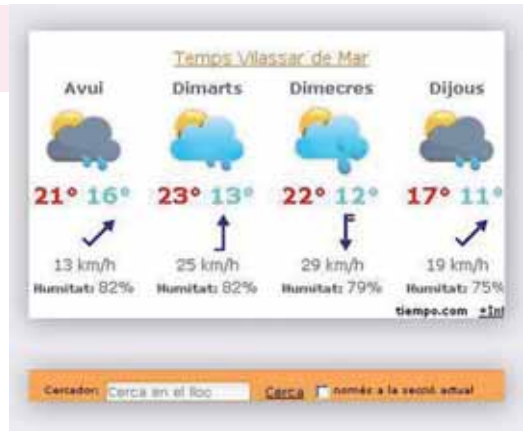 Temps Vilassar de Mar
Avui Dimarts Dimecres Dijous
21° 16° 23° 13° 22° 12° 17° 11°
13 km/h 25 km/h 29 km/h 19 km/h
Humitat: 82% Humitat: 82% Humitat: 79% Humitat: 75%
tiempo.com +Inf
Cercador: Cerca en el lloc Cerca només a la secció actual